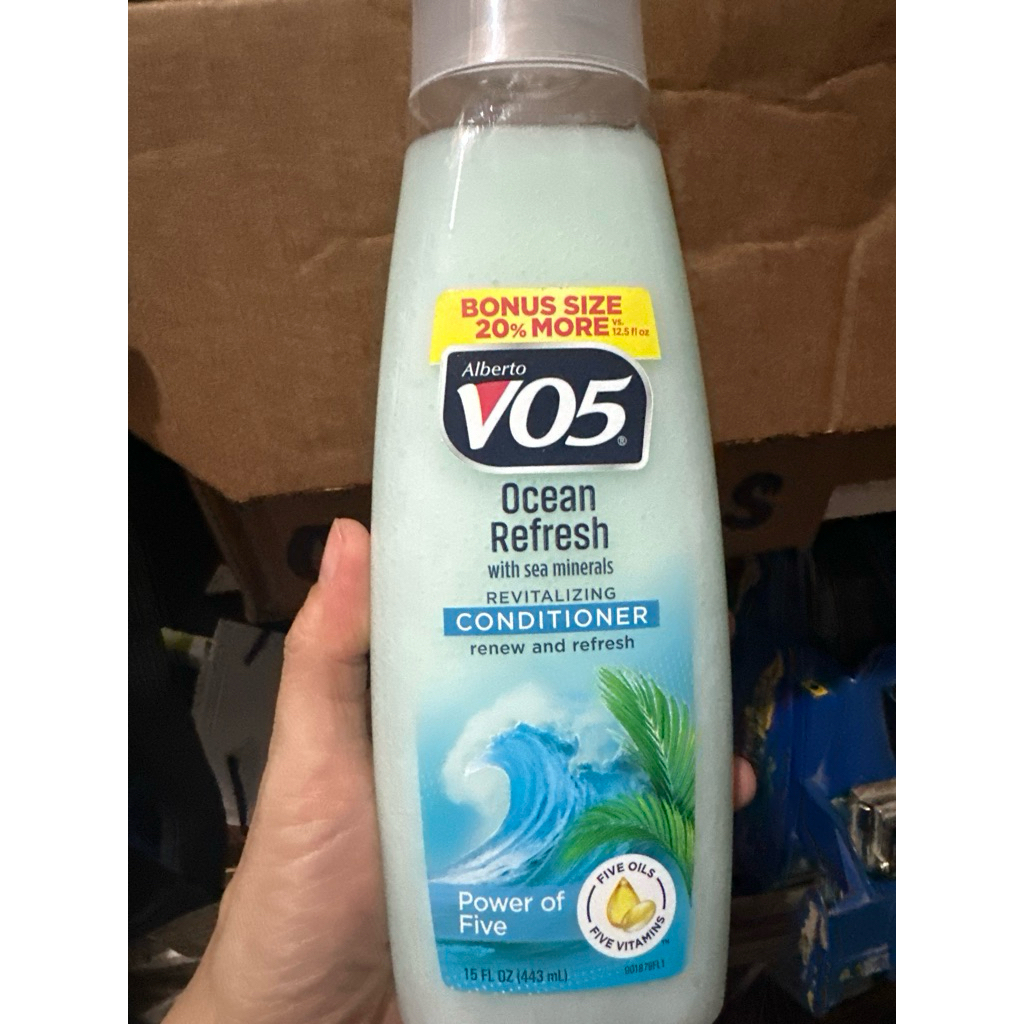 BONUS SIZE
20% MORE vs. 12.5 fl oz
Alberto
VO5®
Ocean
Refresh
with sea minerals
REVITALIZING
CONDITIONER
renew and refresh
FIVE OILS
FIVE VITAMINS
Power of
Five
15 FL OZ (443 mL)